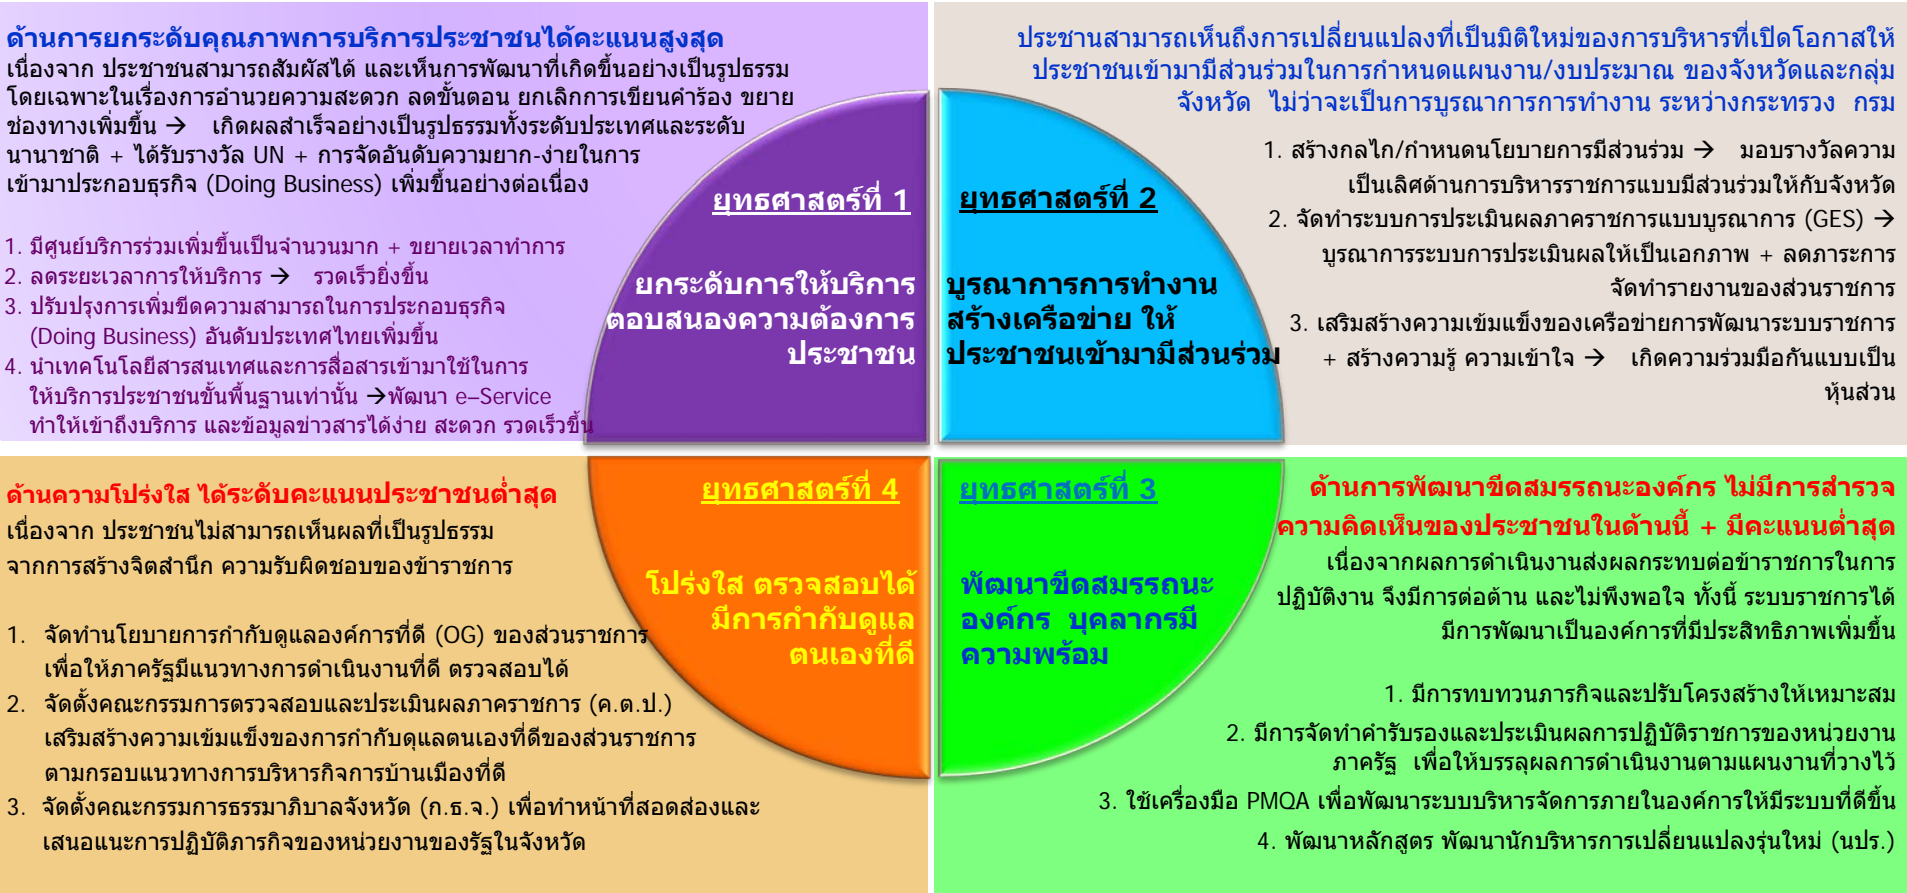 ด้านการยกระดับคุณภาพการบริการประชาชนได้คะแนนสูงสุด
เนื่องจาก ประชาชนสามารถสัมผัสได้ และเห็นการพัฒนาที่เกิดขึ้นอย่างเป็นรูปธรรม
โดยเฉพาะในเรื่องการอำนวยความสะดวก ลดขั้นตอน ยกเลิกการเขียนคำร้อง ขยาย
ช่องทางเพิ่มขึ้น → เกิดผลสำเร็จอย่างเป็นรูปธรรมทั้งระดับประเทศและระดับ
นานาชาติ + ได้รับรางวัล UN + การจัดอันดับความยาก-ง่ายในการ
เข้ามาประกอบธุรกิจ (Doing Business) เพิ่มขึ้นอย่างต่อเนื่อง
1. มีศูนย์บริการร่วมเพิ่มขึ้นเป็นจำนวนมาก + ขยายเวลาทำการ
2. ลดระยะเวลาการให้บริการ → รวดเร็วยิ่งขึ้น
3. ปรับปรุงการเพิ่มขีดความสามารถในการประกอบธุรกิจ
(Doing Business) อันดับประเทศไทยเพิ่มขึ้น
4. นำเทคโนโลยีสารสนเทศและการสื่อสารเข้ามาใช้ในการ
ให้บริการประชาชนขั้นพื้นฐานเท่านั้น →พัฒนา e–Service
ทำให้เข้าถึงบริการ และข้อมูลข่าวสารได้ง่าย สะดวก รวดเร็วขึ้น
ยุทธศาสตร์ที่ 1
ยกระดับการให้บริการ
ตอบสนองความต้องการ
ประชาชน
ยุทธศาสตร์ที่ 2
บูรณาการการทำงาน
สร้างเครือข่าย ให้
ประชาชนเข้ามามีส่วนร่วม
ประชานสามารถเห็นถึงการเปลี่ยนแปลงที่เป็นมิติใหม่ของการบริหารที่เปิดโอกาสให้
ประชาชนเข้ามามีส่วนร่วมในการกำหนดแผนงาน/งบประมาณ ของจังหวัดและกลุ่ม
จังหวัด ไม่ว่าจะเป็นการบูรณาการการทำงาน ระหว่างกระทรวง กรม
1. สร้างกลไก/กำหนดนโยบายการมีส่วนร่วม → มอบรางวัลความ
เป็นเลิศด้านการบริหารราชการแบบมีส่วนร่วมให้กับจังหวัด
2. จัดทำระบบการประเมินผลภาคราชการแบบบูรณาการ (GES) →
บูรณาการระบบการประเมินผลให้เป็นเอกภาพ + ลดภาระการ
จัดทำรายงานของส่วนราชการ
3. เสริมสร้างความเข้มแข็งของเครือข่ายการพัฒนาระบบราชการ
+ สร้างความรู้ ความเข้าใจ → เกิดความร่วมมือกันแบบเป็น
หุ้นส่วน
ด้านความโปร่งใส ได้ระดับคะแนนประชาชนต่ำสุด
เนื่องจาก ประชาชนไม่สามารถเห็นผลที่เป็นรูปธรรม
จากการสร้างจิตสำนึก ความรับผิดชอบของข้าราชการ
1. จัดทำนโยบายการกำกับดูแลองค์การที่ดี (OG) ของส่วนราชการ
เพื่อให้ภาครัฐมีแนวทางการดำเนินงานที่ดี ตรวจสอบได้
2. จัดตั้งคณะกรรมการตรวจสอบและประเมินผลภาคราชการ (ค.ต.ป.)
เสริมสร้างความเข้มแข็งของการกำกับดูแลตนเองที่ดีของส่วนราชการ
ตามกรอบแนวทางการบริหารกิจการบ้านเมืองที่ดี
3. จัดตั้งคณะกรรมการธรรมาภิบาลจังหวัด (ก.ธ.จ.) เพื่อทำหน้าที่สอดส่องและ
เสนอแนะการปฏิบัติภารกิจของหน่วยงานของรัฐในจังหวัด
ยุทธศาสตร์ที่ 4
โปร่งใส ตรวจสอบได้
มีการกำกับดูแล
ตนเองที่ดี
ยุทธศาสตร์ที่ 3
พัฒนาขีดสมรรถนะ
องค์กร บุคลากรมี
ความพร้อม
ด้านการพัฒนาขีดสมรรถนะองค์กร ไม่มีการสำรวจ
ความคิดเห็นของประชาชนในด้านนี้ + มีคะแนนต่ำสุด
เนื่องจากผลการดำเนินงานส่งผลกระทบต่อข้าราชการในการ
ปฏิบัติงาน จึงมีการต่อต้าน และไม่พึงพอใจ ทั้งนี้ ระบบราชการได้
มีการพัฒนาเป็นองค์การที่มีประสิทธิภาพเพิ่มขึ้น
1. มีการทบทวนภารกิจและปรับโครงสร้างให้เหมาะสม
2. มีการจัดทำคำรับรองและประเมินผลการปฏิบัติราชการของหน่วยงาน
ภาครัฐ เพื่อให้บรรลุผลการดำเนินงานตามแผนงานที่วางไว้
3. ใช้เครื่องมือ PMQA เพื่อพัฒนาระบบบริหารจัดการภายในองค์การให้มีระบบที่ดีขึ้น
4. พัฒนาหลักสูตร พัฒนานักบริหารการเปลี่ยนแปลงรุ่นใหม่ (นปร.)